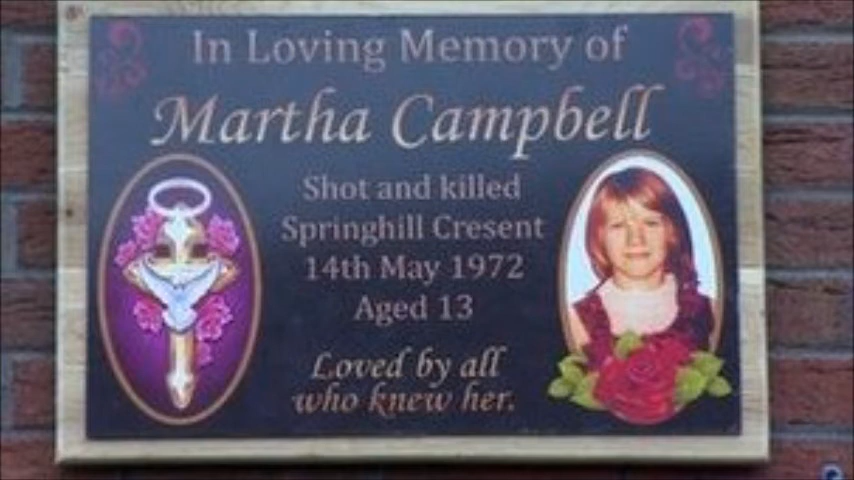 In Loving Memory of
Martha Campbell
Shot and killed
Springhill Cresent
14th May 1972
Aged 13
Loved by all
who knew her.